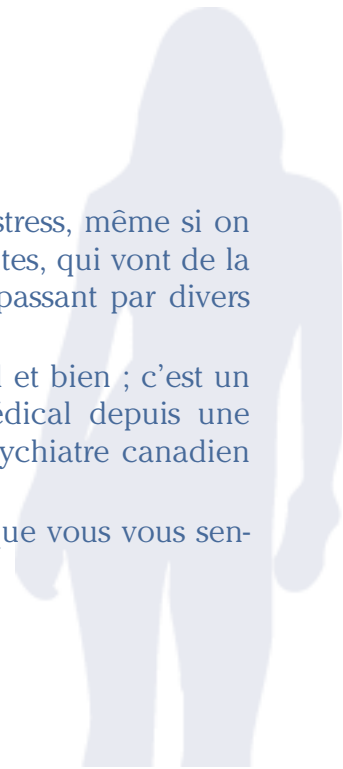 stress, même si on
tes, qui vont de la
passant par divers
et bien ; c'est un
édical depuis une
ychiatre canadien
que vous vous sen-